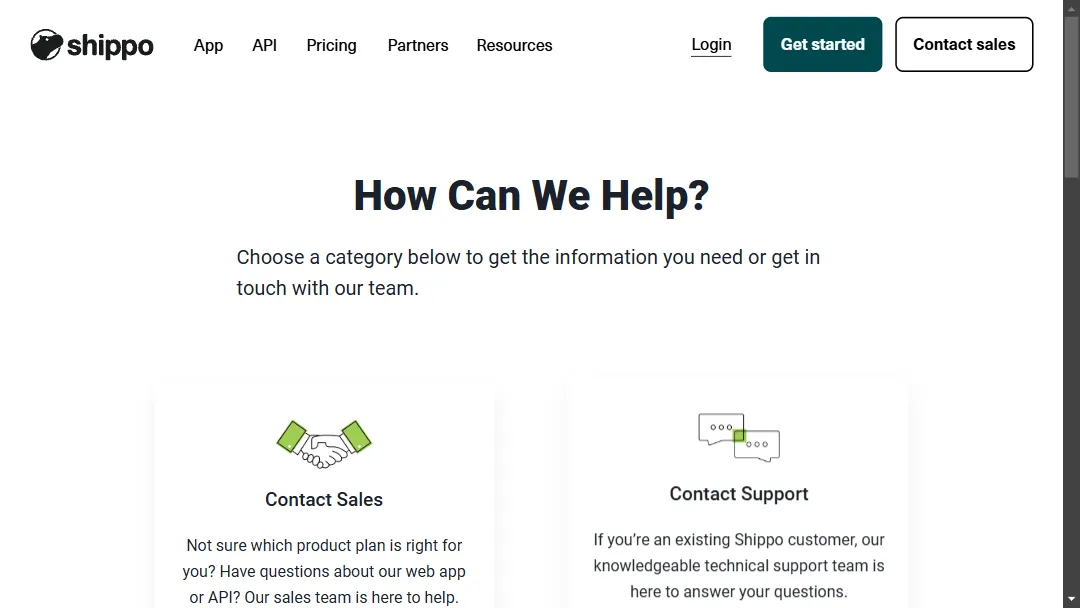 shippo App API Pricing Partners Resources Login Get started Contact sales
How Can We Help?
Choose a category below to get the information you need or get in
touch with our team.
Contact Sales
Not sure which product plan is right for
you? Have questions about our web app
or API? Our sales team is here to help.
Contact Support
If you’re an existing Shippo customer, our
knowledgeable technical support team is
here to answer your questions.